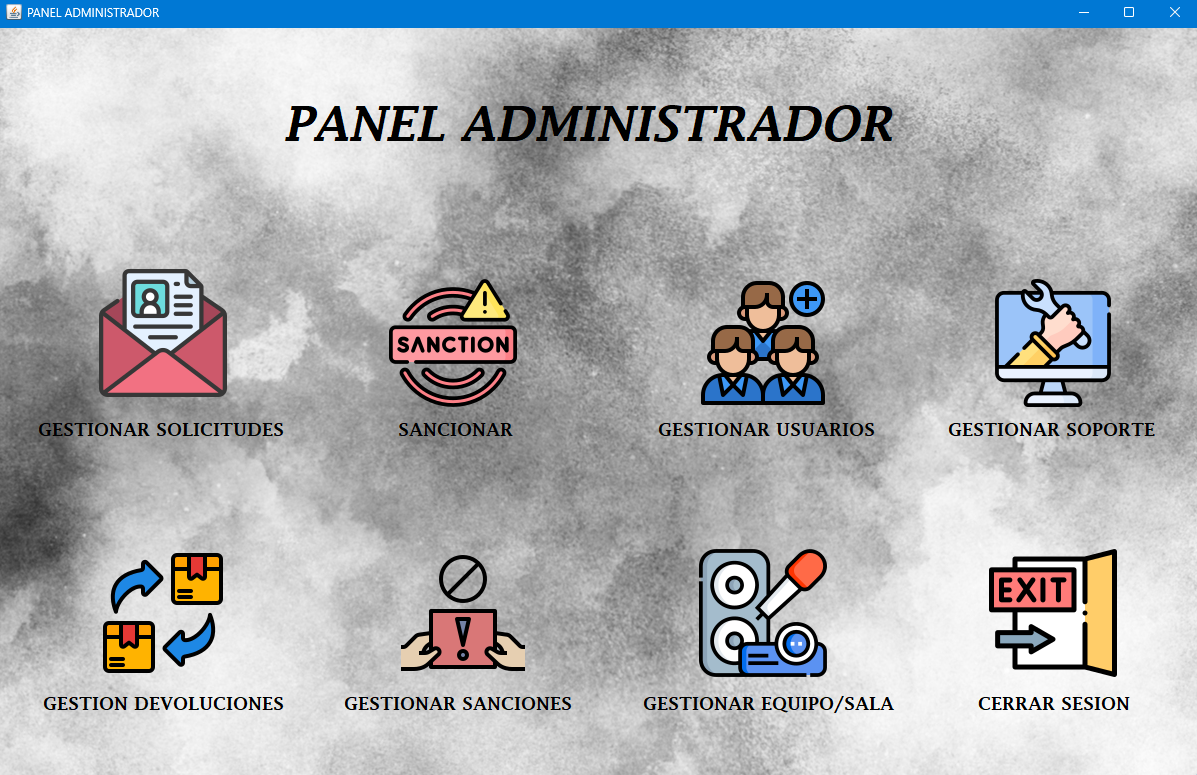 PANEL ADMINISTRADOR
PANEL ADMINISTRADOR
SANCTION
GESTIONAR SOLICITUDES
SANCIONAR
GESTIONAR USUARIOS
GESTIONAR SOPORTE
EXIT
GESTION DEVOLUCIONES
GESTIONAR SANCIONES
GESTIONAR EQUIPO/SALA
CERRAR SESION